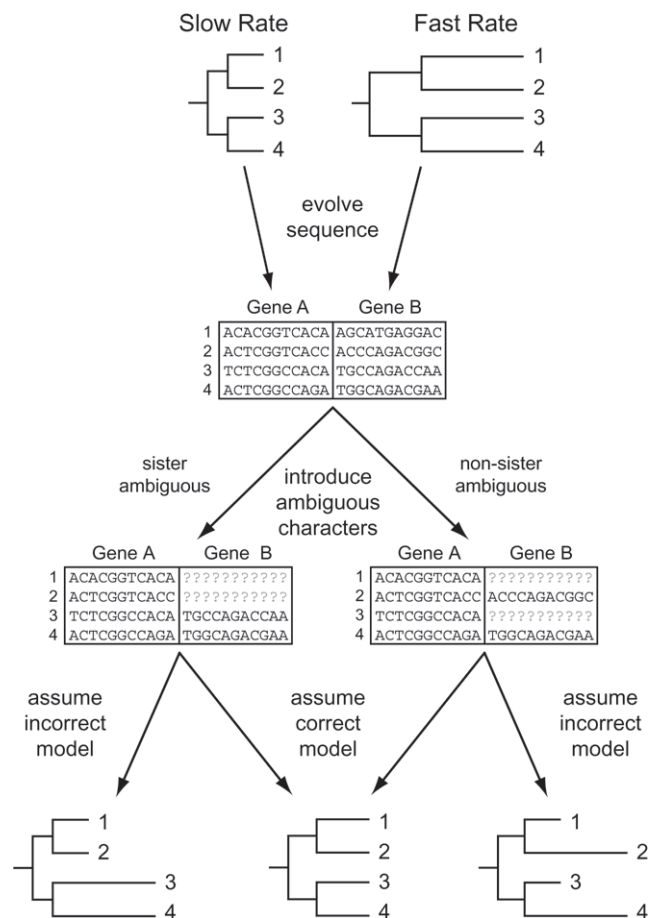 Slow Rate
Fast Rate
1
2
3
4
1
2
3
4
evolve
sequence
Gene A
Gene B
1 ACACGGTCACA AGCATGAGGAC
2 ACTCGGTCACC ACCCAGACGGC
3 TCTCGGCCACA TGCCAGACCAA
4 ACTCGGCCAGA TGGCAGACGAA
sister
ambiguous
introduce
ambiguous
characters
non-sister
ambiguous
Gene A
Gene B
1 ACACGGTCACA ???????????
2 ACTCGGTCACC ???????????
3 TCTCGGCCACA TGCCAGACCAA
4 ACTCGGCCAGA TGGCAGACGAA
Gene A
Gene B
1 ACACGGTCACA ???????????
2 ACTCGGTCACC ACCCAGACGGC
3 TCTCGGCCACA ???????????
4 ACTCGGCCAGA TGGCAGACGAA
assume
incorrect
model
assume
correct
model
assume
incorrect
model
1
2
3
4
1
2
3
4
1
2
3
4